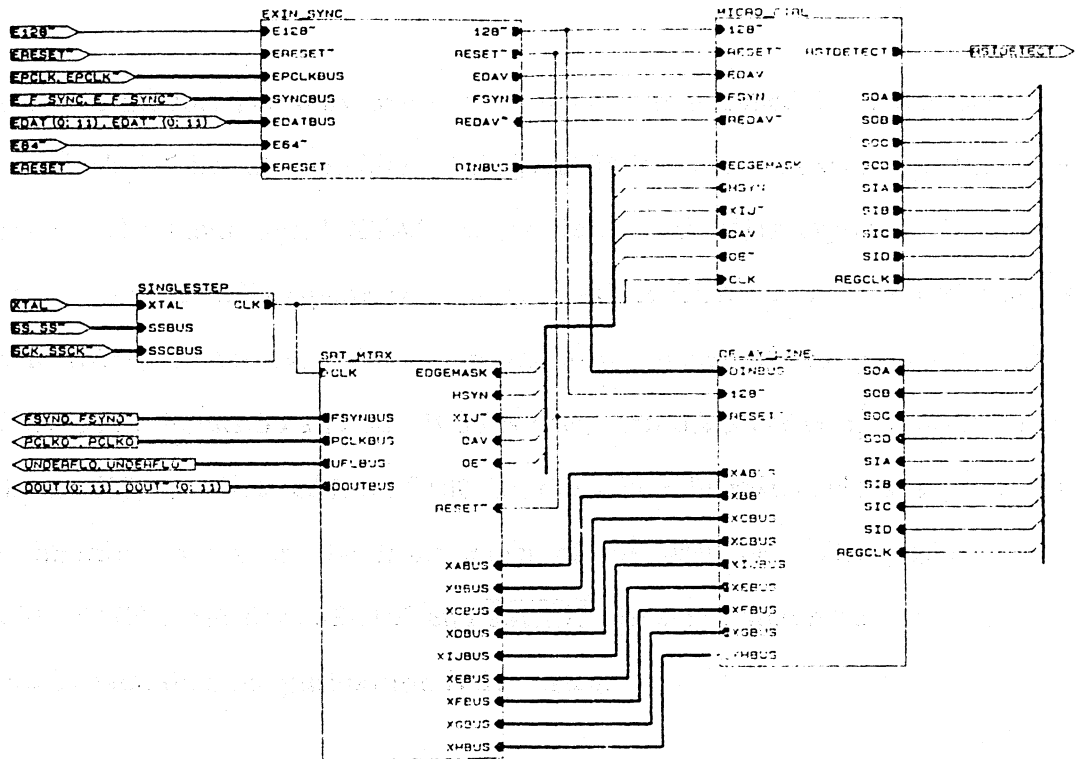 EXIN_SYNC
E128~
ERESET~
EPCLK, EPCLK~
E_F_SYNC, E_F_SYNC~
EDAT(0:11), EDAT~(0:11)
E64~
ERESET
E128~
ERESET~
EPCLKBUS
SYNCBUS
EDATBUS
E64~
ERESET
128~
RESET~
EDAV
FSYN
REDAV~
DINBUS
128~
RESET~
EDAV
FSYN
REDAV~
EDGEMASK
HSYN
XIJ~
DAV
OE~
CLK
HSTDETECT
HSTDETECT
SOA
SOB
SOC
SOD
SIA
SIB
SIC
SID
REGCLK
SINGLESTEP
XTAL
SS, SS~
SCK, SSCK~
XTAL
SSBUS
SSCBUS
CLK
SRT_MTRX
CLK
FSYNO, FSYNO~
PCLKO~, PCLKO
UNDERFLO, UNDERFLO~
DOUT(0:11), DOUT~(0:11)
FSYNBUS
PCLKBUS
UFLBUS
DOUTBUS
EDGEMASK
HSYN
XIJ~
DAV
OE~
RESET~
XABUS
XBBUS
XCBUS
XDBUS
XIJBUS
XEBUS
XFBUS
XGBUS
XHBUS
DELAY_LINE
DINBUS
128~
RESET~
XABUS
XCBUS
XDBUS
XIJBUS
XEBUS
XFBUS
XGBUS
XHBUS
SOA
SOB
SOC
SOD
SIA
SIB
SIC
SID
REGCLK